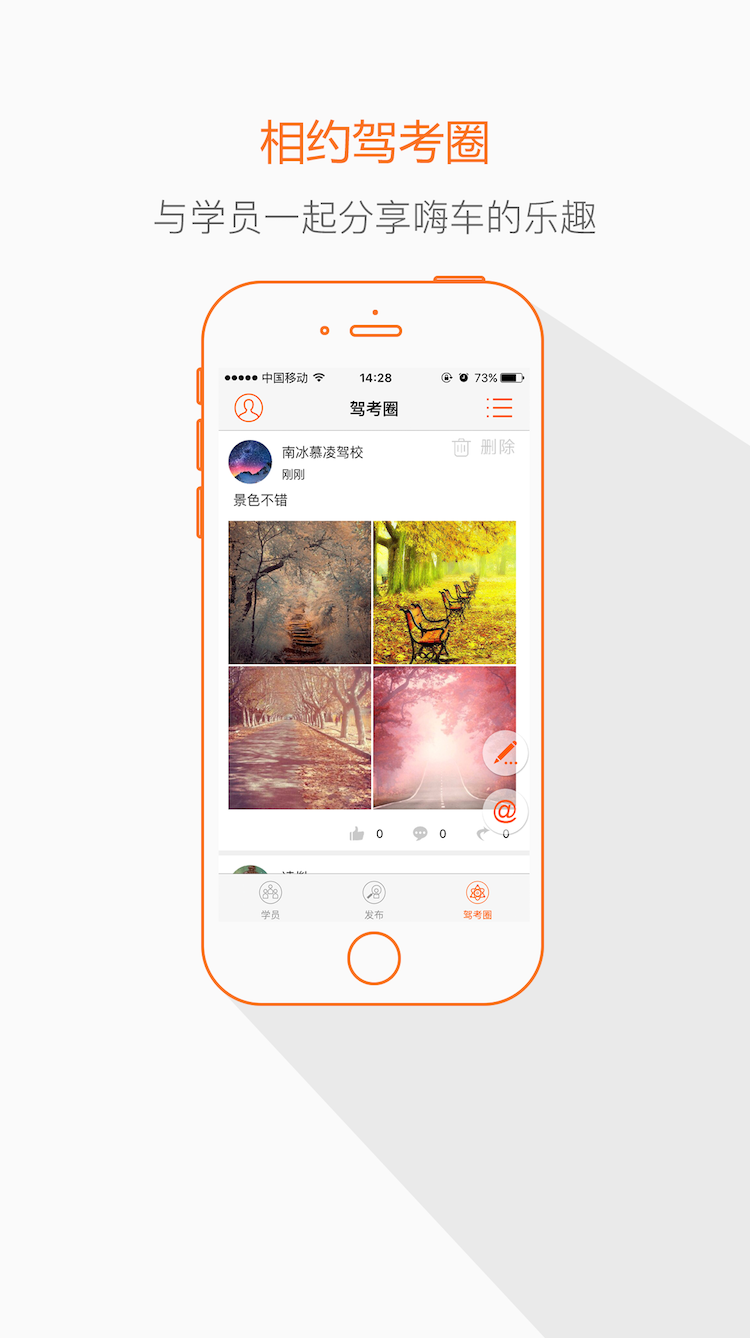 相约驾考圈
与学员一起分享嗨车的乐趣
中国移动 14:28 73%
驾考圈
南冰慕凌驾校 删除
刚刚
景色不错
@
0 0 0
学员 发布 驾考圈